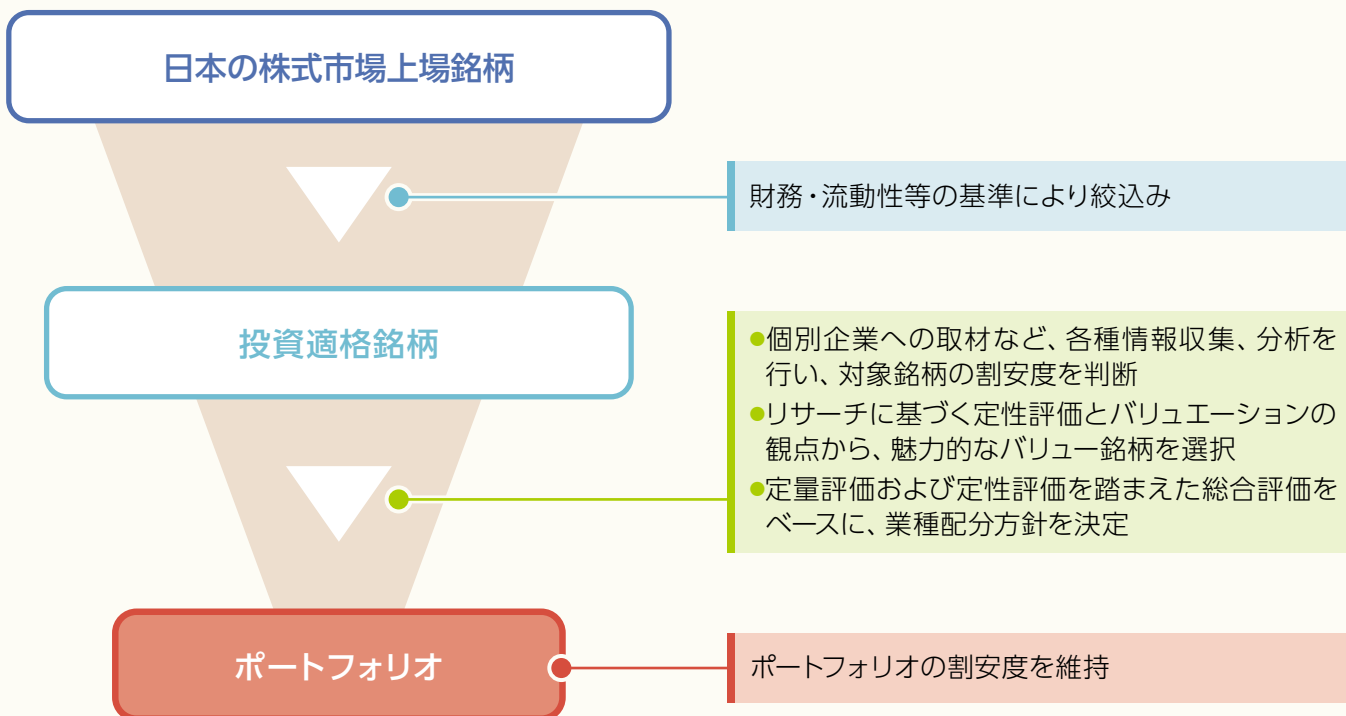 日本の株式市場上場銘柄
財務・流動性等の基準により絞込み
投資適格銘柄
●個別企業への取材など、各種情報収集、分析を
行い、対象銘柄の割安度を判断
●リサーチに基づく定性評価とバリュエーションの
観点から、魅力的なバリュー銘柄を選択
●定量評価および定性評価を踏まえた総合評価を
ベースに、業種配分方針を決定
ポートフォリオ
ポートフォリオの割安度を維持